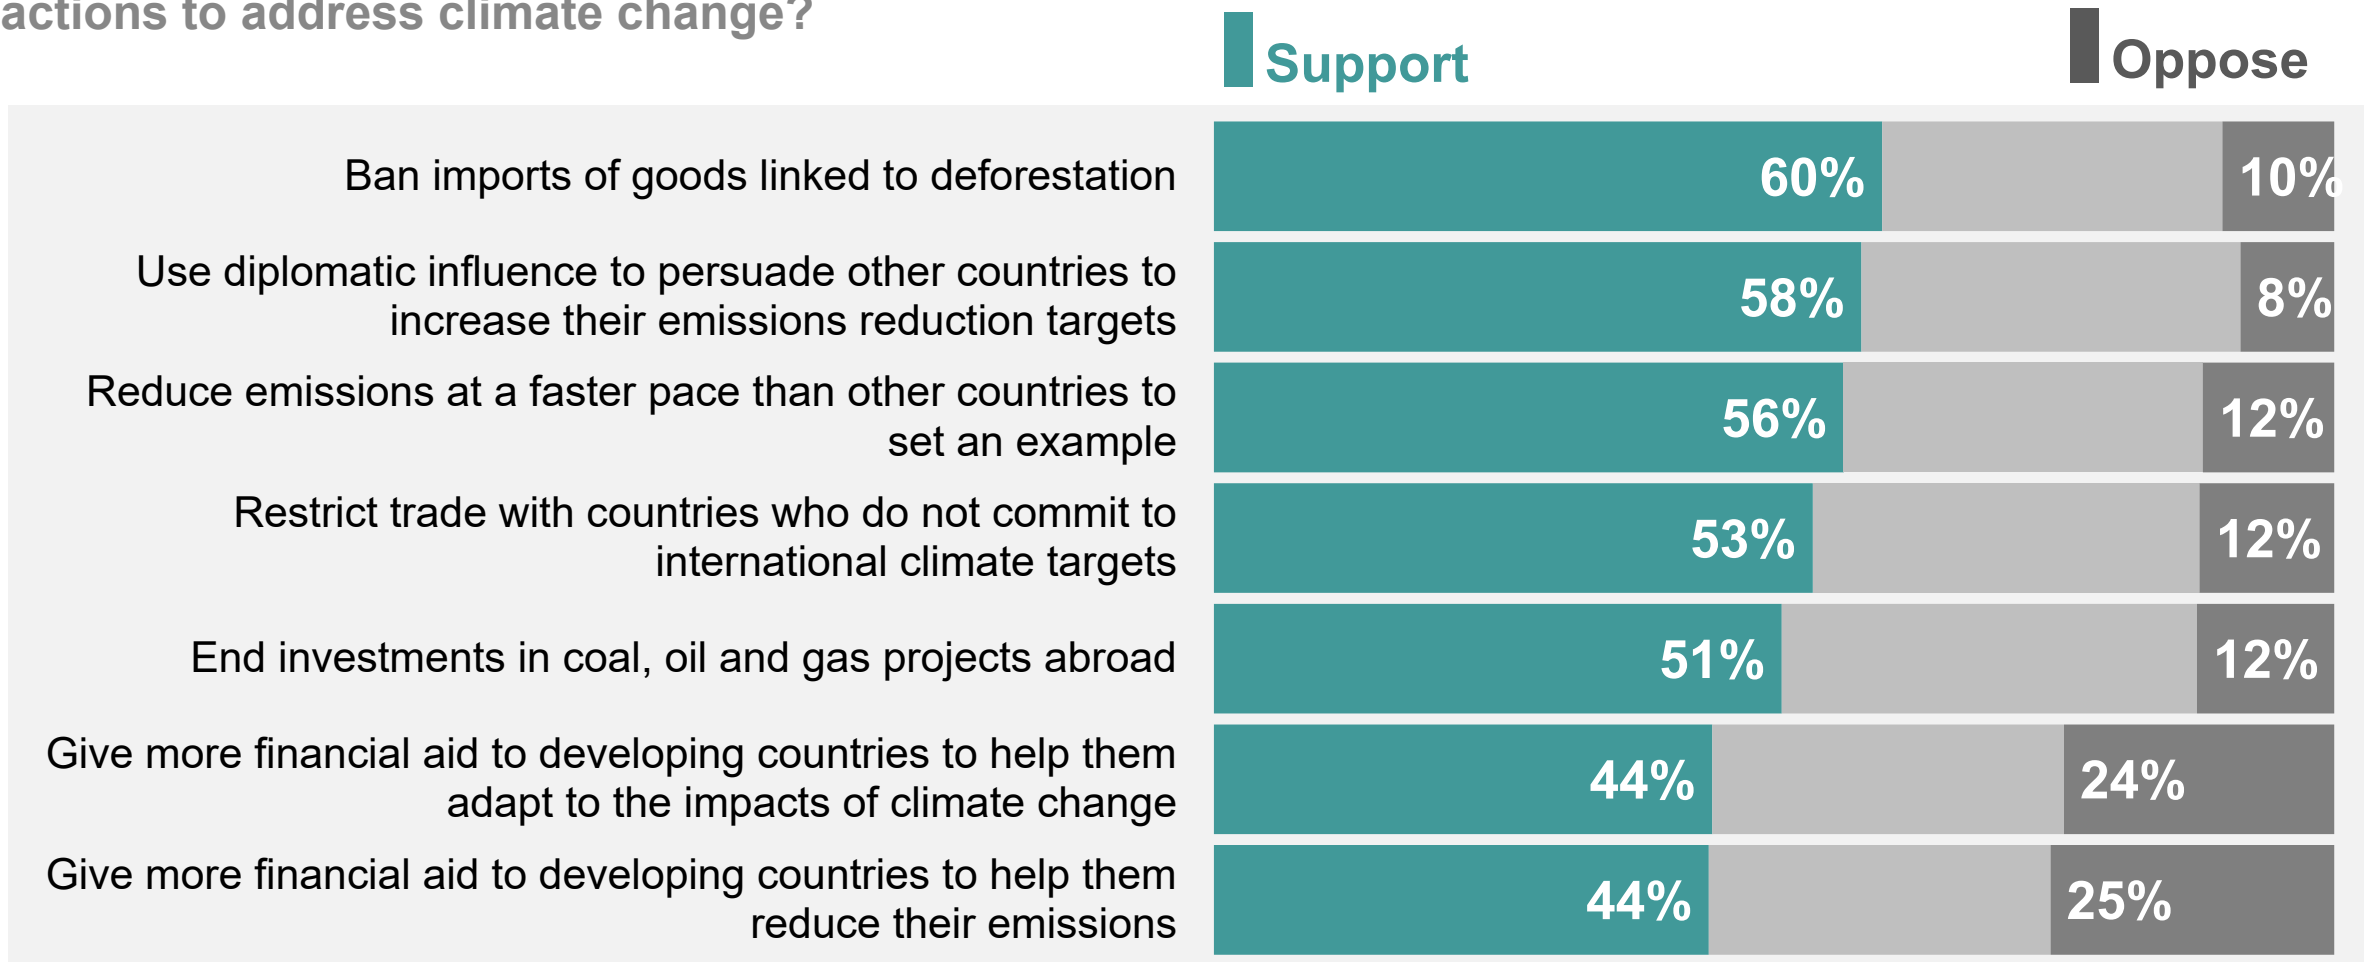 actions to address climate change?
Support
Oppose
Ban imports of goods linked to deforestation
60%
10%
Use diplomatic influence to persuade other countries to
increase their emissions reduction targets
58%
8%
Reduce emissions at a faster pace than other countries to
set an example
56%
12%
Restrict trade with countries who do not commit to
international climate targets
53%
12%
End investments in coal, oil and gas projects abroad
51%
12%
Give more financial aid to developing countries to help them
adapt to the impacts of climate change
44%
24%
Give more financial aid to developing countries to help them
reduce their emissions
44%
25%